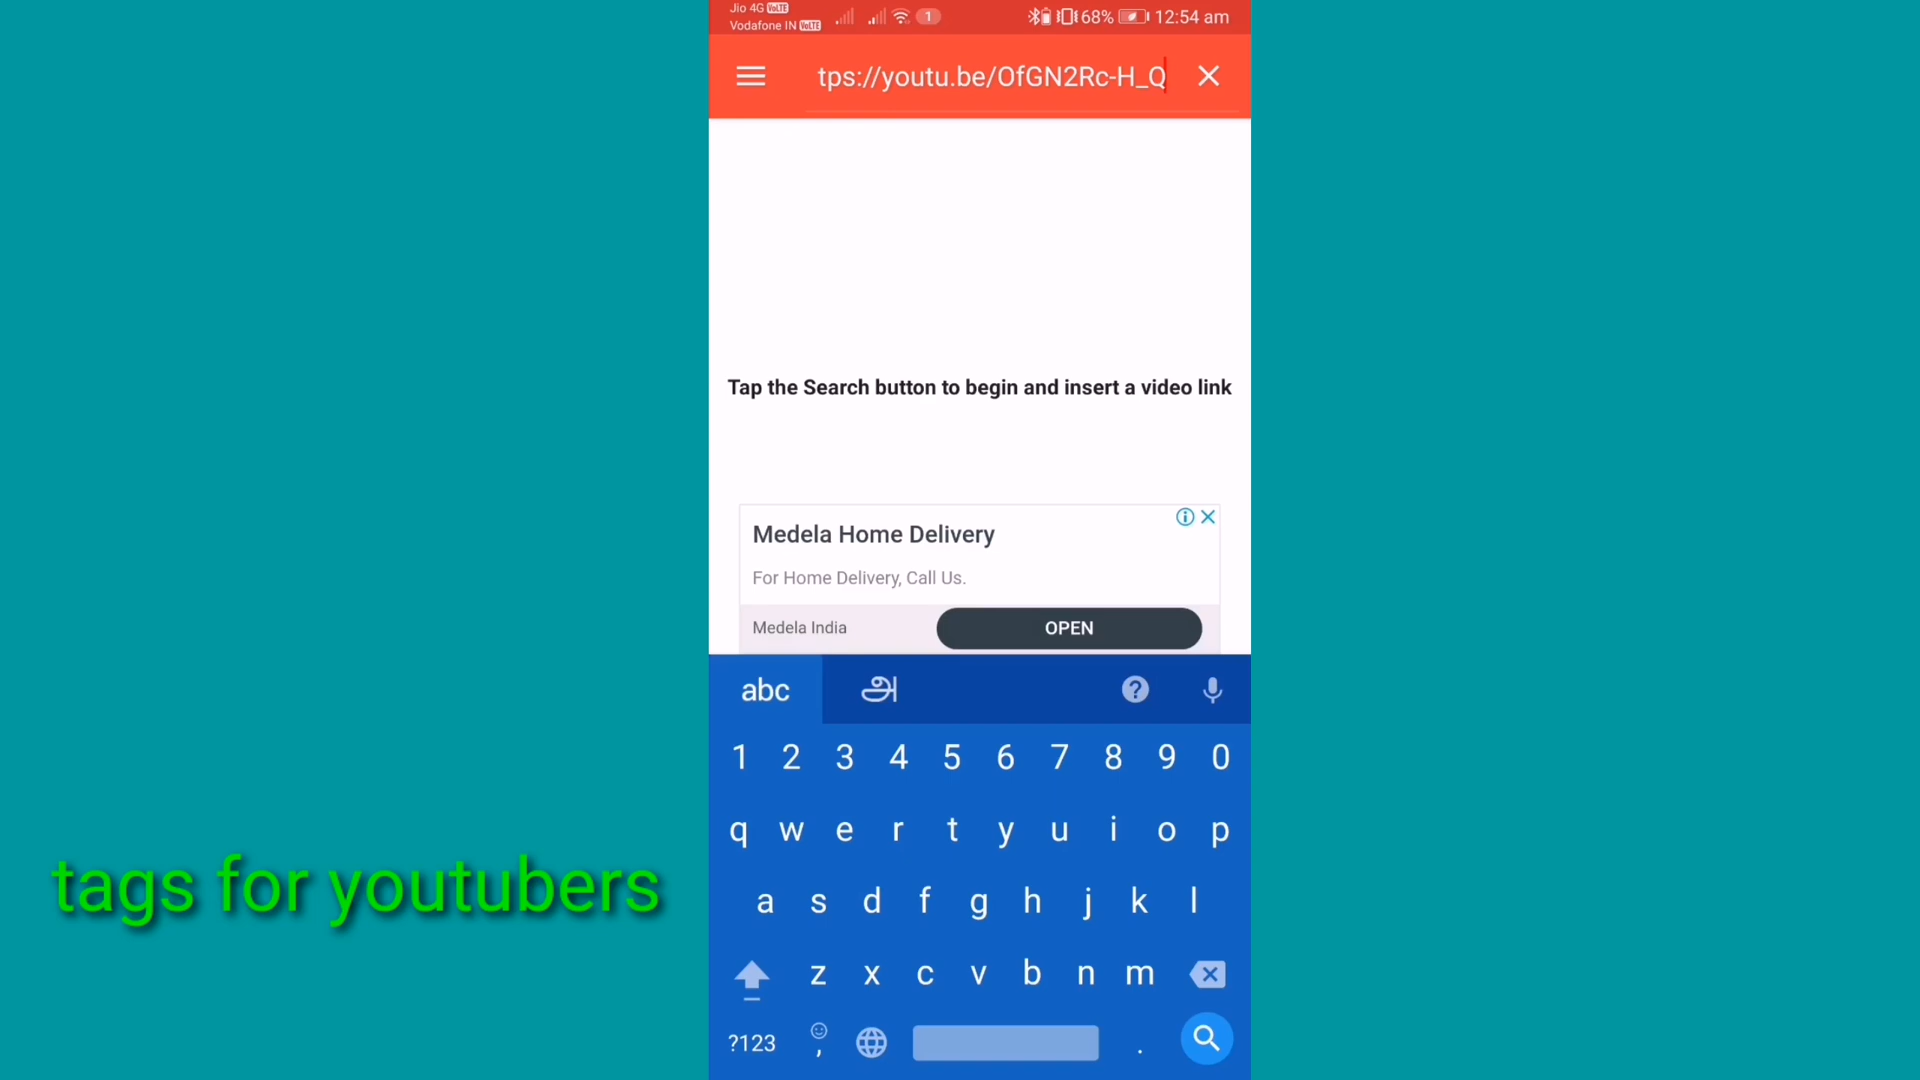 Jio 4G VoLTE
Vodafone IN VoLTE
1
68% 12:54 am
tps://youtu.be/OfGN2Rc-H_Q
Tap the Search button to begin and insert a video link
Medela Home Delivery
For Home Delivery, Call Us.
Medela India
OPEN
abc அ ?
1 2 3 4 5 6 7 8 9 0
q w e r t y u i o p
tags for youtubers
a s d f g h j k l
z x c v b n m
?123 , .